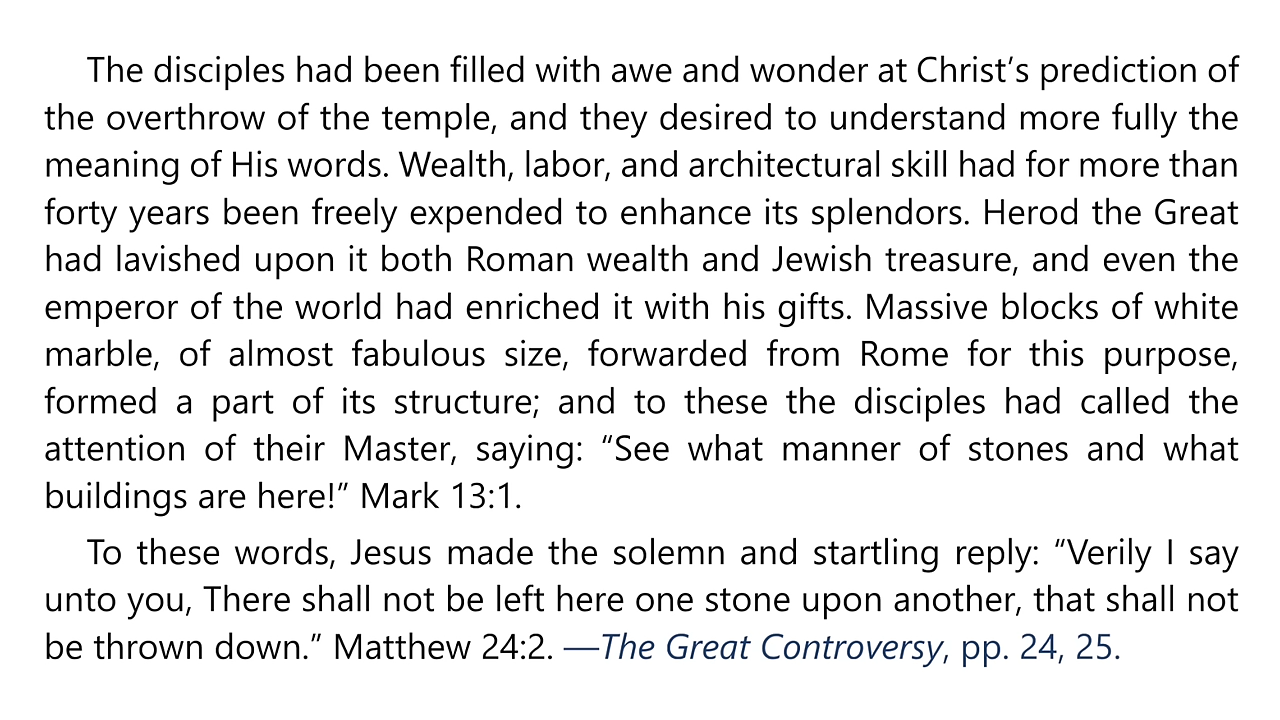 The disciples had been filled with awe and wonder at Christ’s prediction of
the overthrow of the temple, and they desired to understand more fully the
meaning of His words. Wealth, labor, and architectural skill had for more than
forty years been freely expended to enhance its splendors. Herod the Great
had lavished upon it both Roman wealth and Jewish treasure, and even the
emperor of the world had enriched it with his gifts. Massive blocks of white
marble, of almost fabulous size, forwarded from Rome for this purpose,
formed a part of its structure; and to these the disciples had called the
attention of their Master, saying: “See what manner of stones and what
buildings are here!” Mark 13:1.
To these words, Jesus made the solemn and startling reply: “Verily I say
unto you, There shall not be left here one stone upon another, that shall not
be thrown down.” Matthew 24:2. —The Great Controversy, pp. 24, 25.